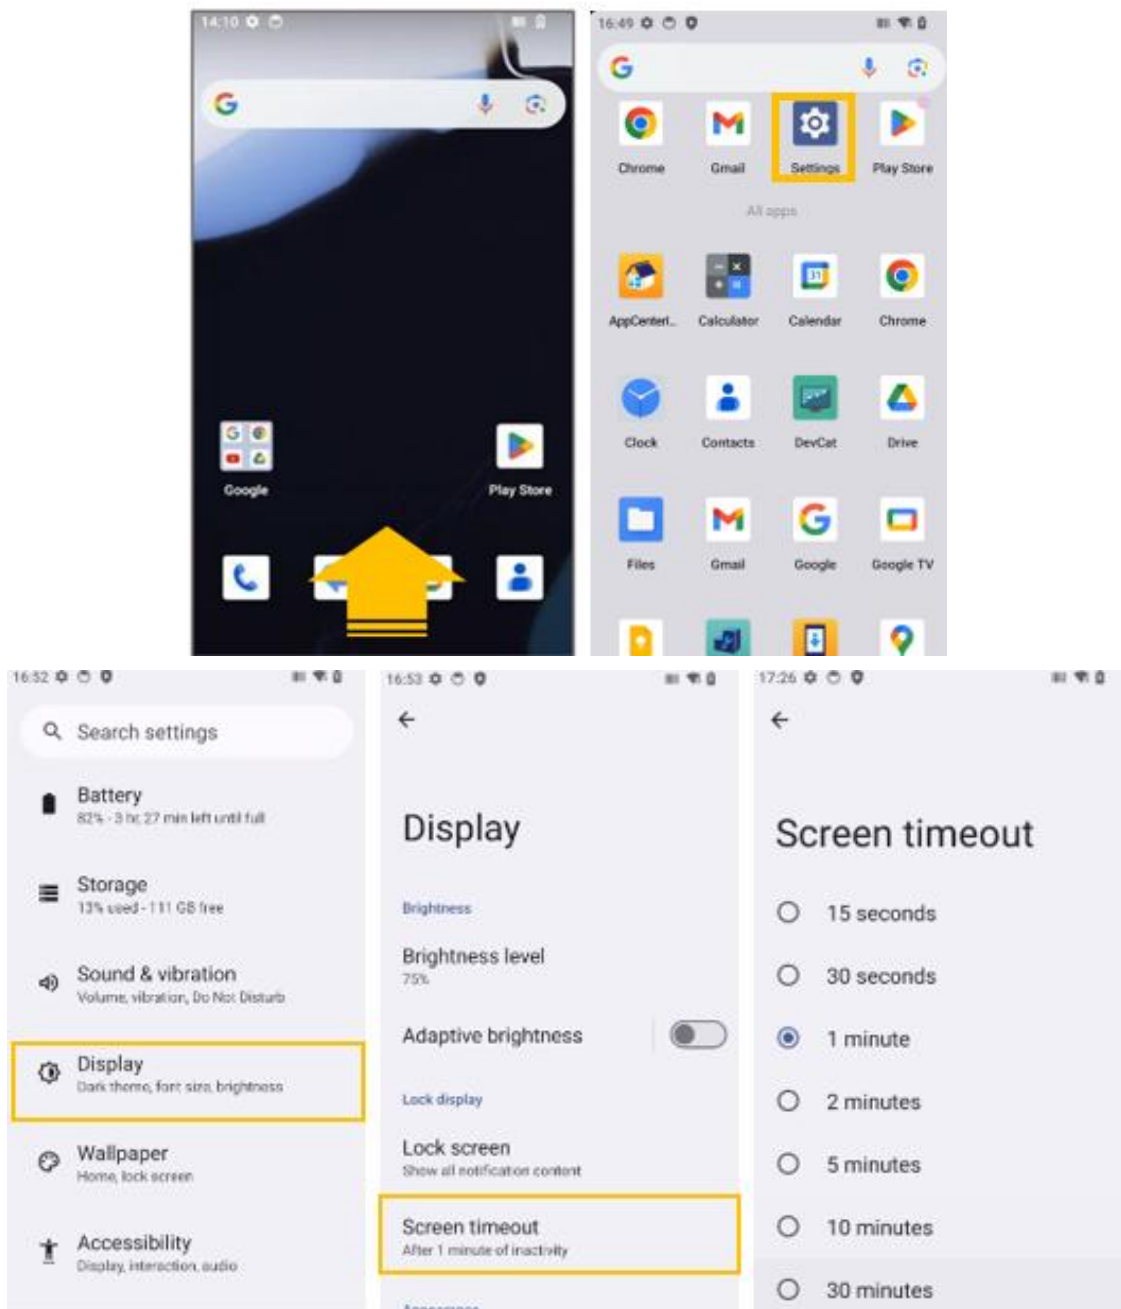 14:10
Google
Play Store
16:49
Chrome
Gmail
Settings
Play Store
All apps
AppCenteri...
Calculator
31
Calendar
Chrome
Clock
Contacts
DevCat
Drive
Files
Gmail
Google
Google TV
16:52
Search settings
Battery
82% - 3 hr, 27 min left until full
Storage
13% used - 111 GB free
Sound & vibration
Volume, vibration, Do Not Disturb
Display
Dark theme, font size, brightness
Wallpaper
Home, lock screen
Accessibility
Display, interaction, audio
16:53
Display
Brightness
Brightness level
75%
Adaptive brightness
Lock display
Lock screen
Show all notification content
Screen timeout
After 1 minute of inactivity
Appearance
17:26
Screen timeout
15 seconds
30 seconds
1 minute
2 minutes
5 minutes
10 minutes
30 minutes